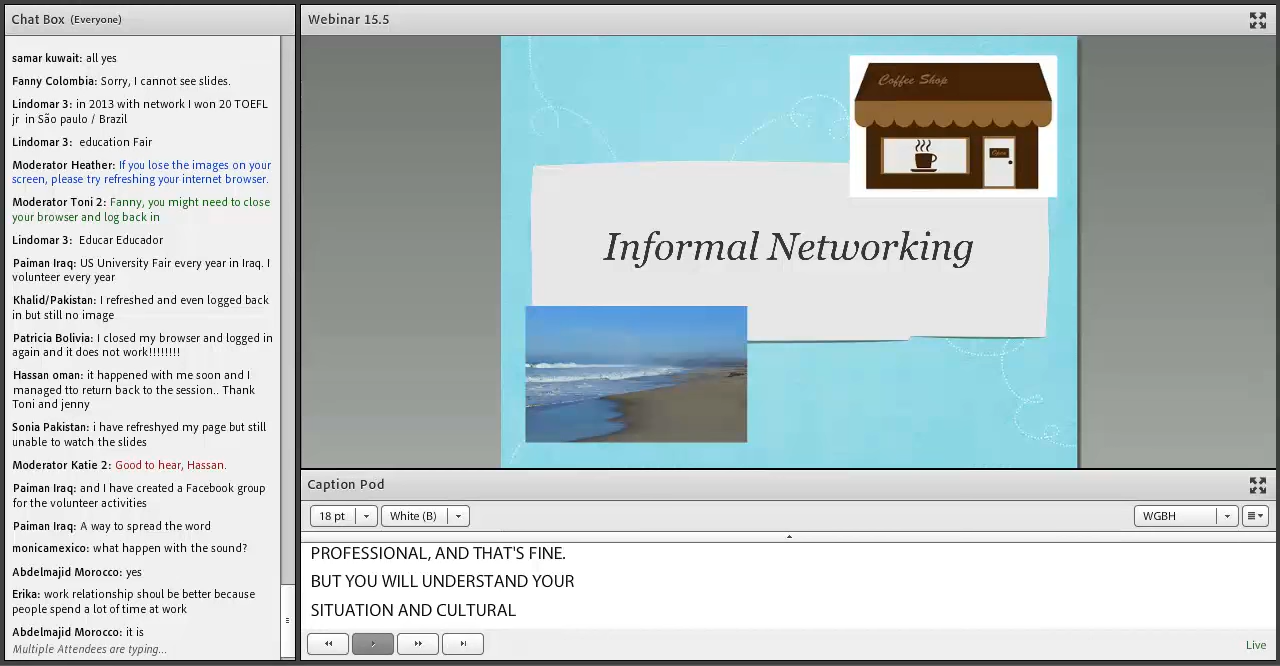 Chat Box (Everyone)
samar kuwait: all yes
Fanny Colombia: Sorry, I cannot see slides.
Lindomar 3: in 2013 with network I won 20 TOEFL
jr in São paulo / Brazil
Lindomar 3: education Fair
Moderator Heather: If you lose the images on your
screen, please try refreshing your internet browser.
Moderator Toni 2: Fanny, you might need to close
your browser and log back in
Lindomar 3: Educar Educador
Paiman Iraq: US University Fair every year in Iraq. I
volunteer every year
Khalid/Pakistan: I refreshed and even logged back
in but still no image
Patricia Bolivia: I closed my browser and logged in
again and it does not work!!!!!!!!
Hassan oman: it happened with me soon and I
managed tto return back to the session.. Thank
Toni and jenny
Sonia Pakistan: i have refreshyed my page but still
unable to watch the slides
Moderator Katie 2: Good to hear, Hassan.
Paiman Iraq: and I have created a Facebook group
for the volunteer activities
Paiman Iraq: A way to spread the word
monicamexico: what happen with the sound?
Abdelmajid Morocco: yes
Erika: work relationship shoul be better because
people spend a lot of time at work
Abdelmajid Morocco: it is
Multiple Attendees are typing...
Webinar 15.5
Coffee Shop
Open
Informal Networking
Caption Pod
18 pt
White (B)
WGBH
PROFESSIONAL, AND THAT'S FINE.
BUT YOU WILL UNDERSTAND YOUR
SITUATION AND CULTURAL
Live